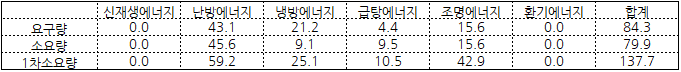 신재생에너지 난방에너지 냉방에너지 급탕에너지 조명에너지 환기에너지 합계
요구량 0.0 43.1 21.2 4.4 15.6 0.0 84.3
소요량 0.0 45.6 9.1 9.5 15.6 0.0 79.9
1차소요량 0.0 59.2 25.1 10.5 42.9 0.0 137.7